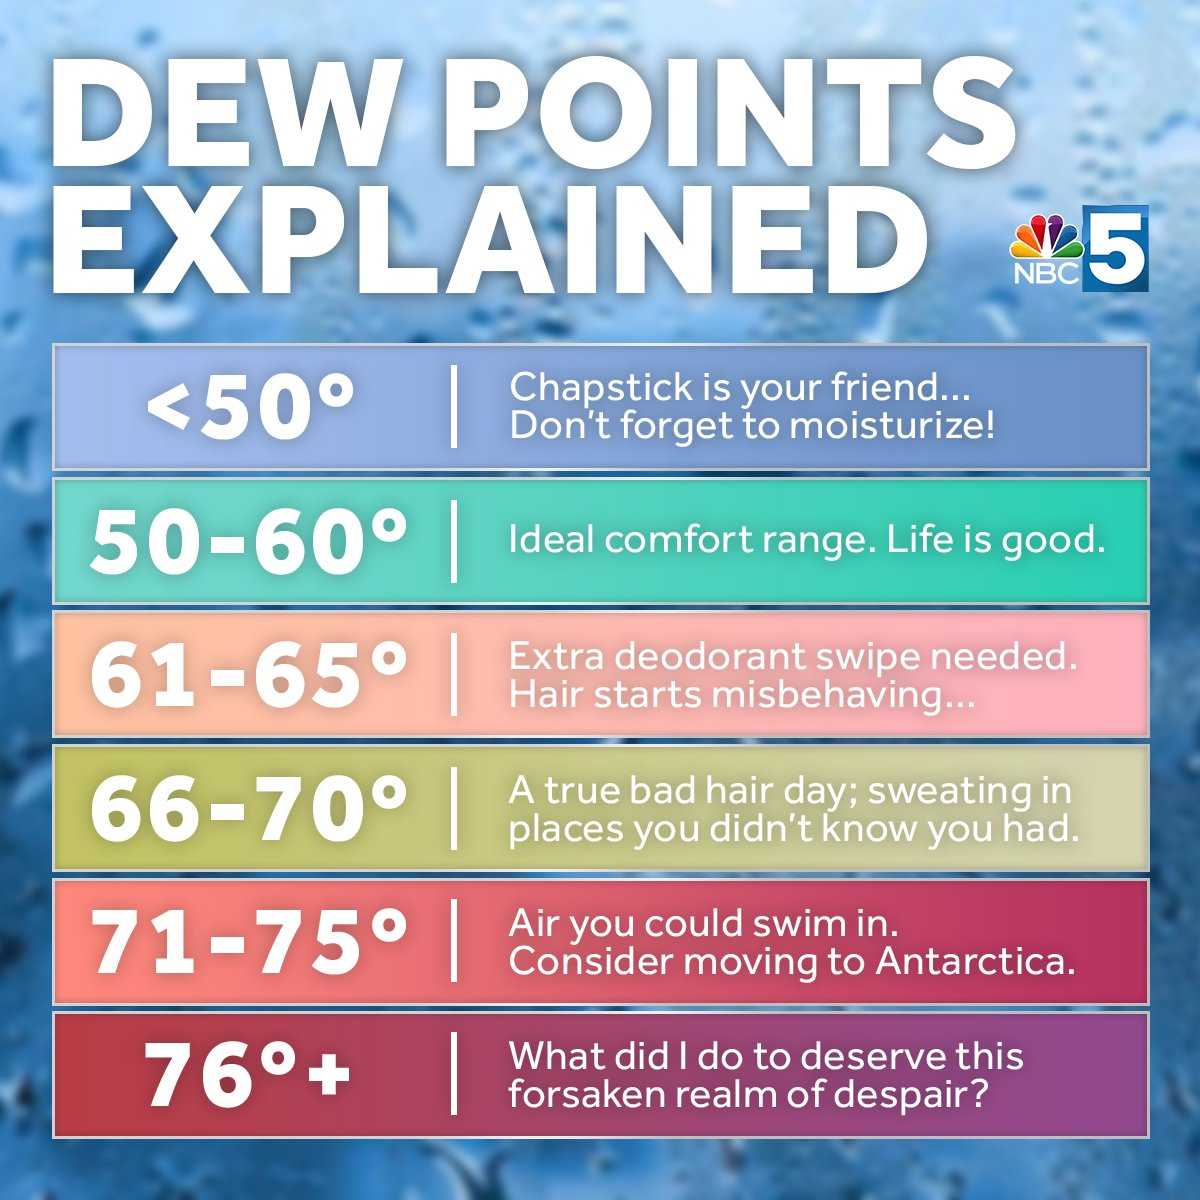 DEW POINTS
EXPLAINED
NBC 5
<50°
Chapstick is your friend...
Don't forget to moisturize!
50-60°
Ideal comfort range. Life is good.
61-65°
Extra deodorant swipe needed.
Hair starts misbehaving...
66-70°
A true bad hair day; sweating in
places you didn't know you had.
71-75°
Air you could swim in.
Consider moving to Antarctica.
76°+
What did I do to deserve this
forsaken realm of despair?